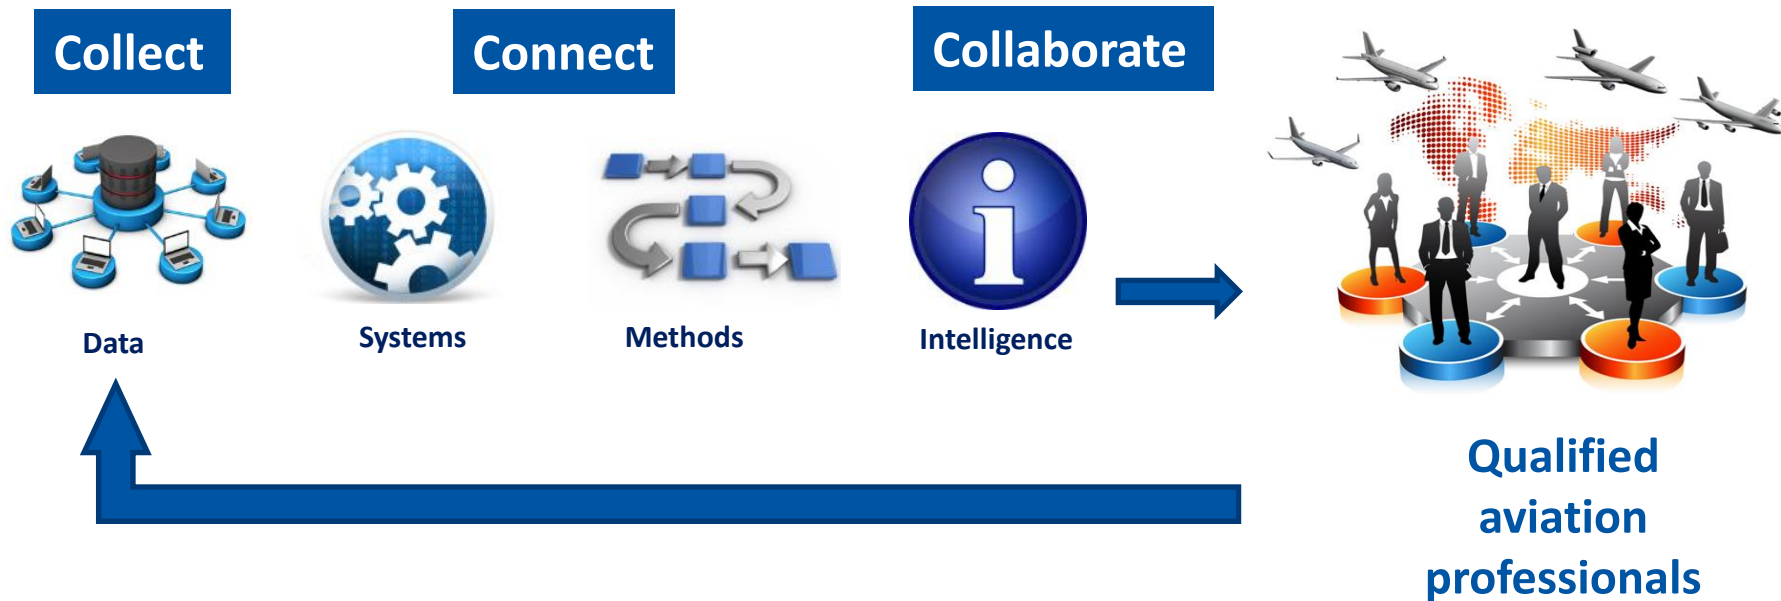 Collect
Connect
Collaborate
Data
Systems
Methods
Intelligence
Qualified
aviation
professionals